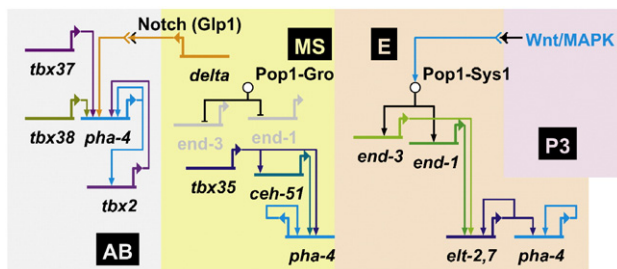 Notch (Glp1)
MS
E
Wnt/MAPK
tbx37
delta
Pop1-Gro
Pop1-Sys1
tbx38
pha-4
end-3
end-1
end-3
end-1
P3
tbx35
ceh-51
tbx2
AB
pha-4
elt-2,7
pha-4